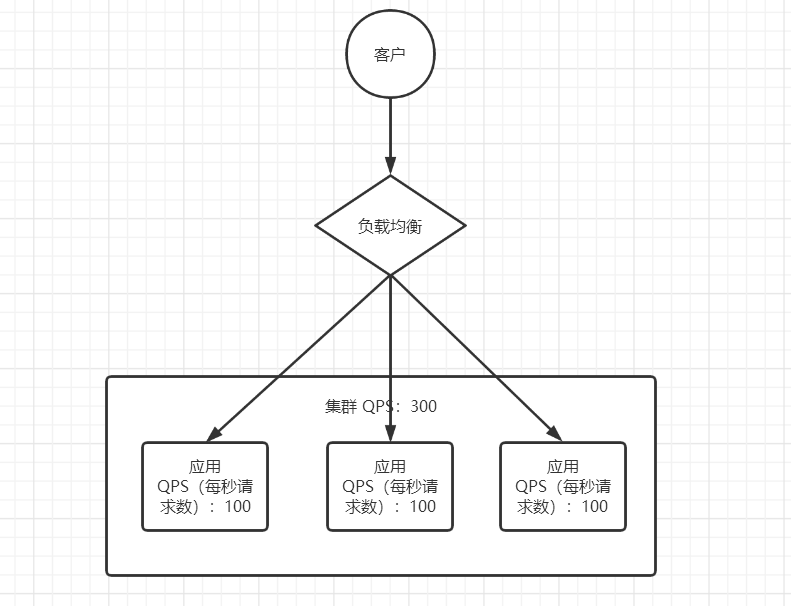 客户
负载均衡
集群 QPS：300
应用
QPS（每秒请
求数）：100
应用
QPS（每秒请
求数）：100
应用
QPS（每秒请
求数）：100